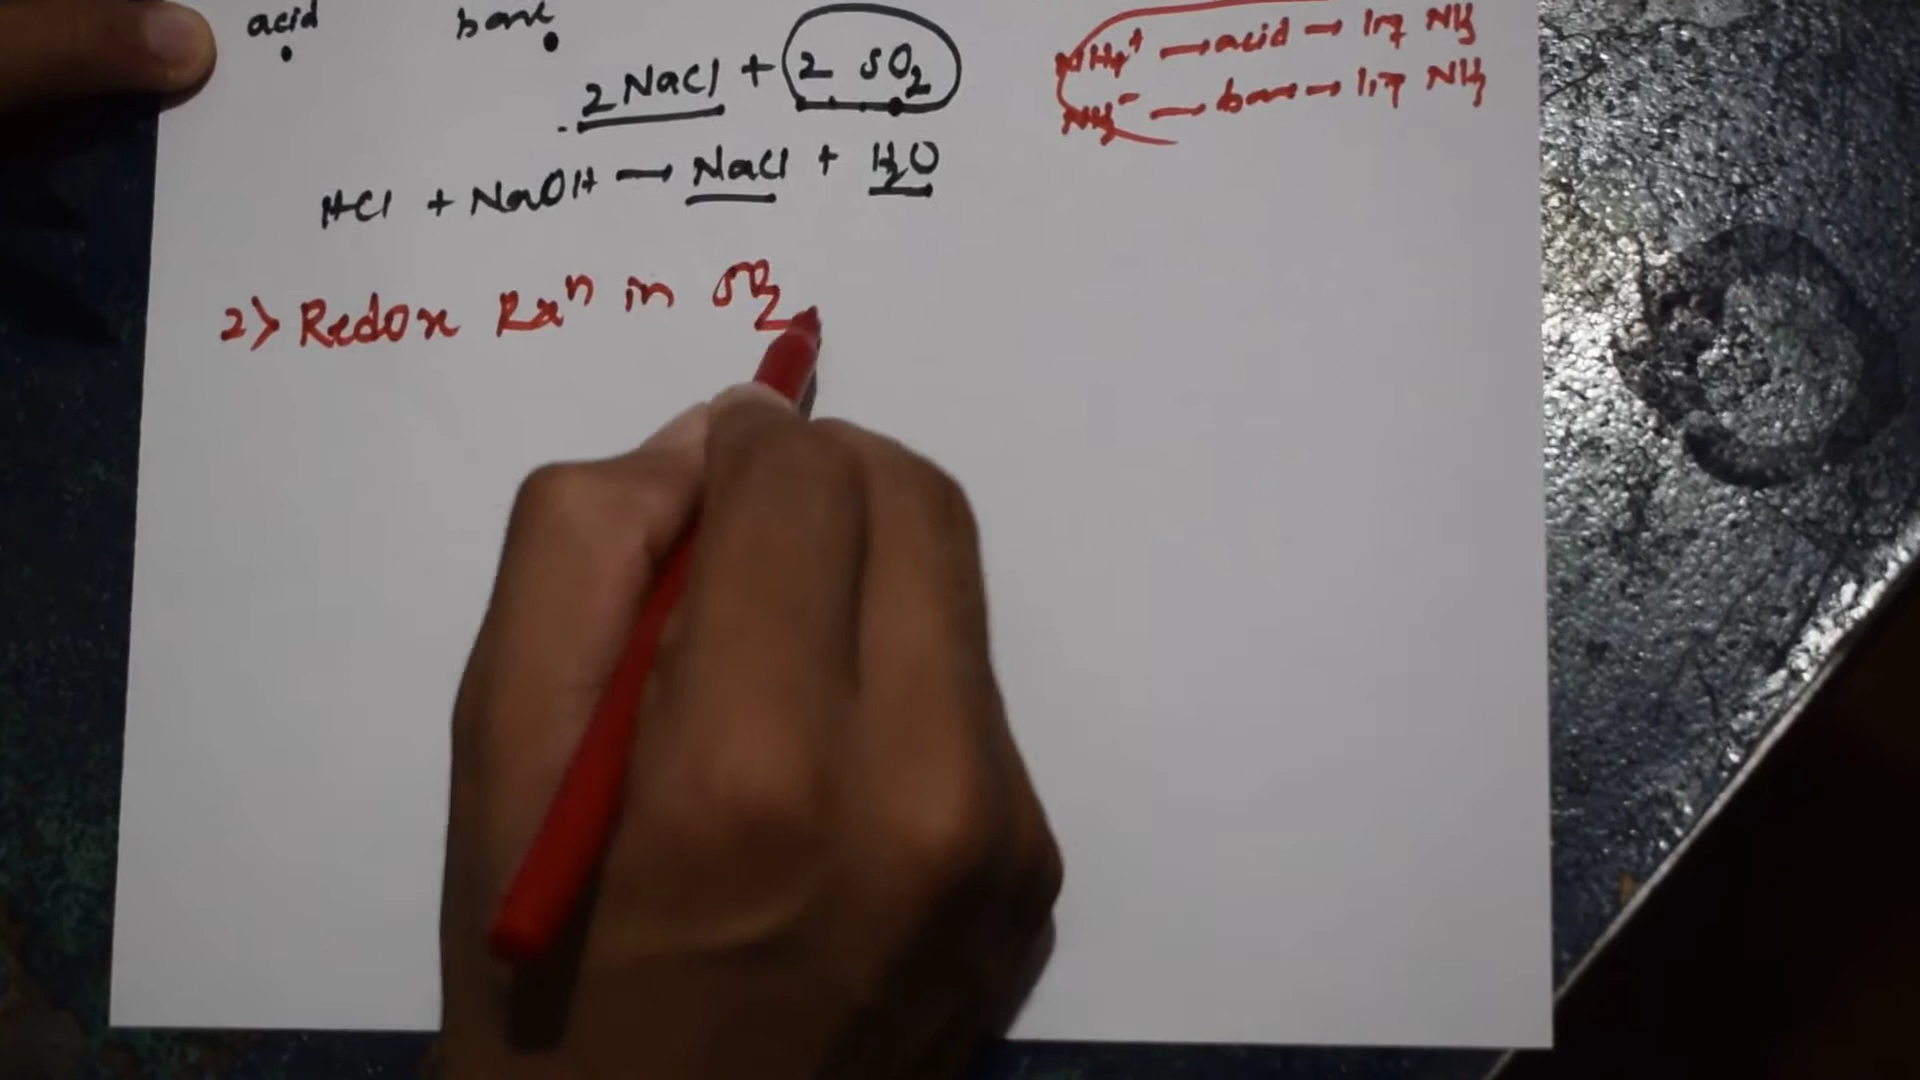 acid base
2NaCl + 2 SO2
HCl + NaOH → NaCl + H2O
NH4+ → acid → liq NH3
NH2- → base → liq NH3
2> Redox Rxn in SO2